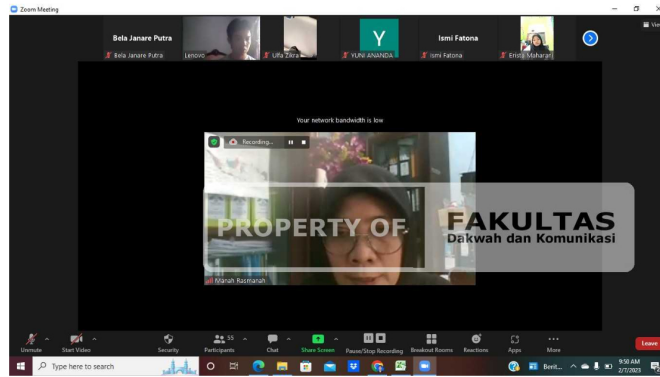 Zoom Meeting
View
Bela Janare Putra
Y
Ismi Fatona
Bela Janare Putra
Lenovo
Ulfa Zikra
YUNI ANANDA
Ismi Fatona
Erista Maharani
Your network bandwidth is low
Recording...
PROPERTY OF
FAKULTAS
Dakwah dan Komunikasi
Manah Rasmanah
55
Unmute
Start Video
Security
Participants
Chat
Share Screen
Pause/Stop Recording
Breakout Rooms
Reactions
Apps
More
Leave
Type here to search
Berit...
9:50 AM
2/7/2023